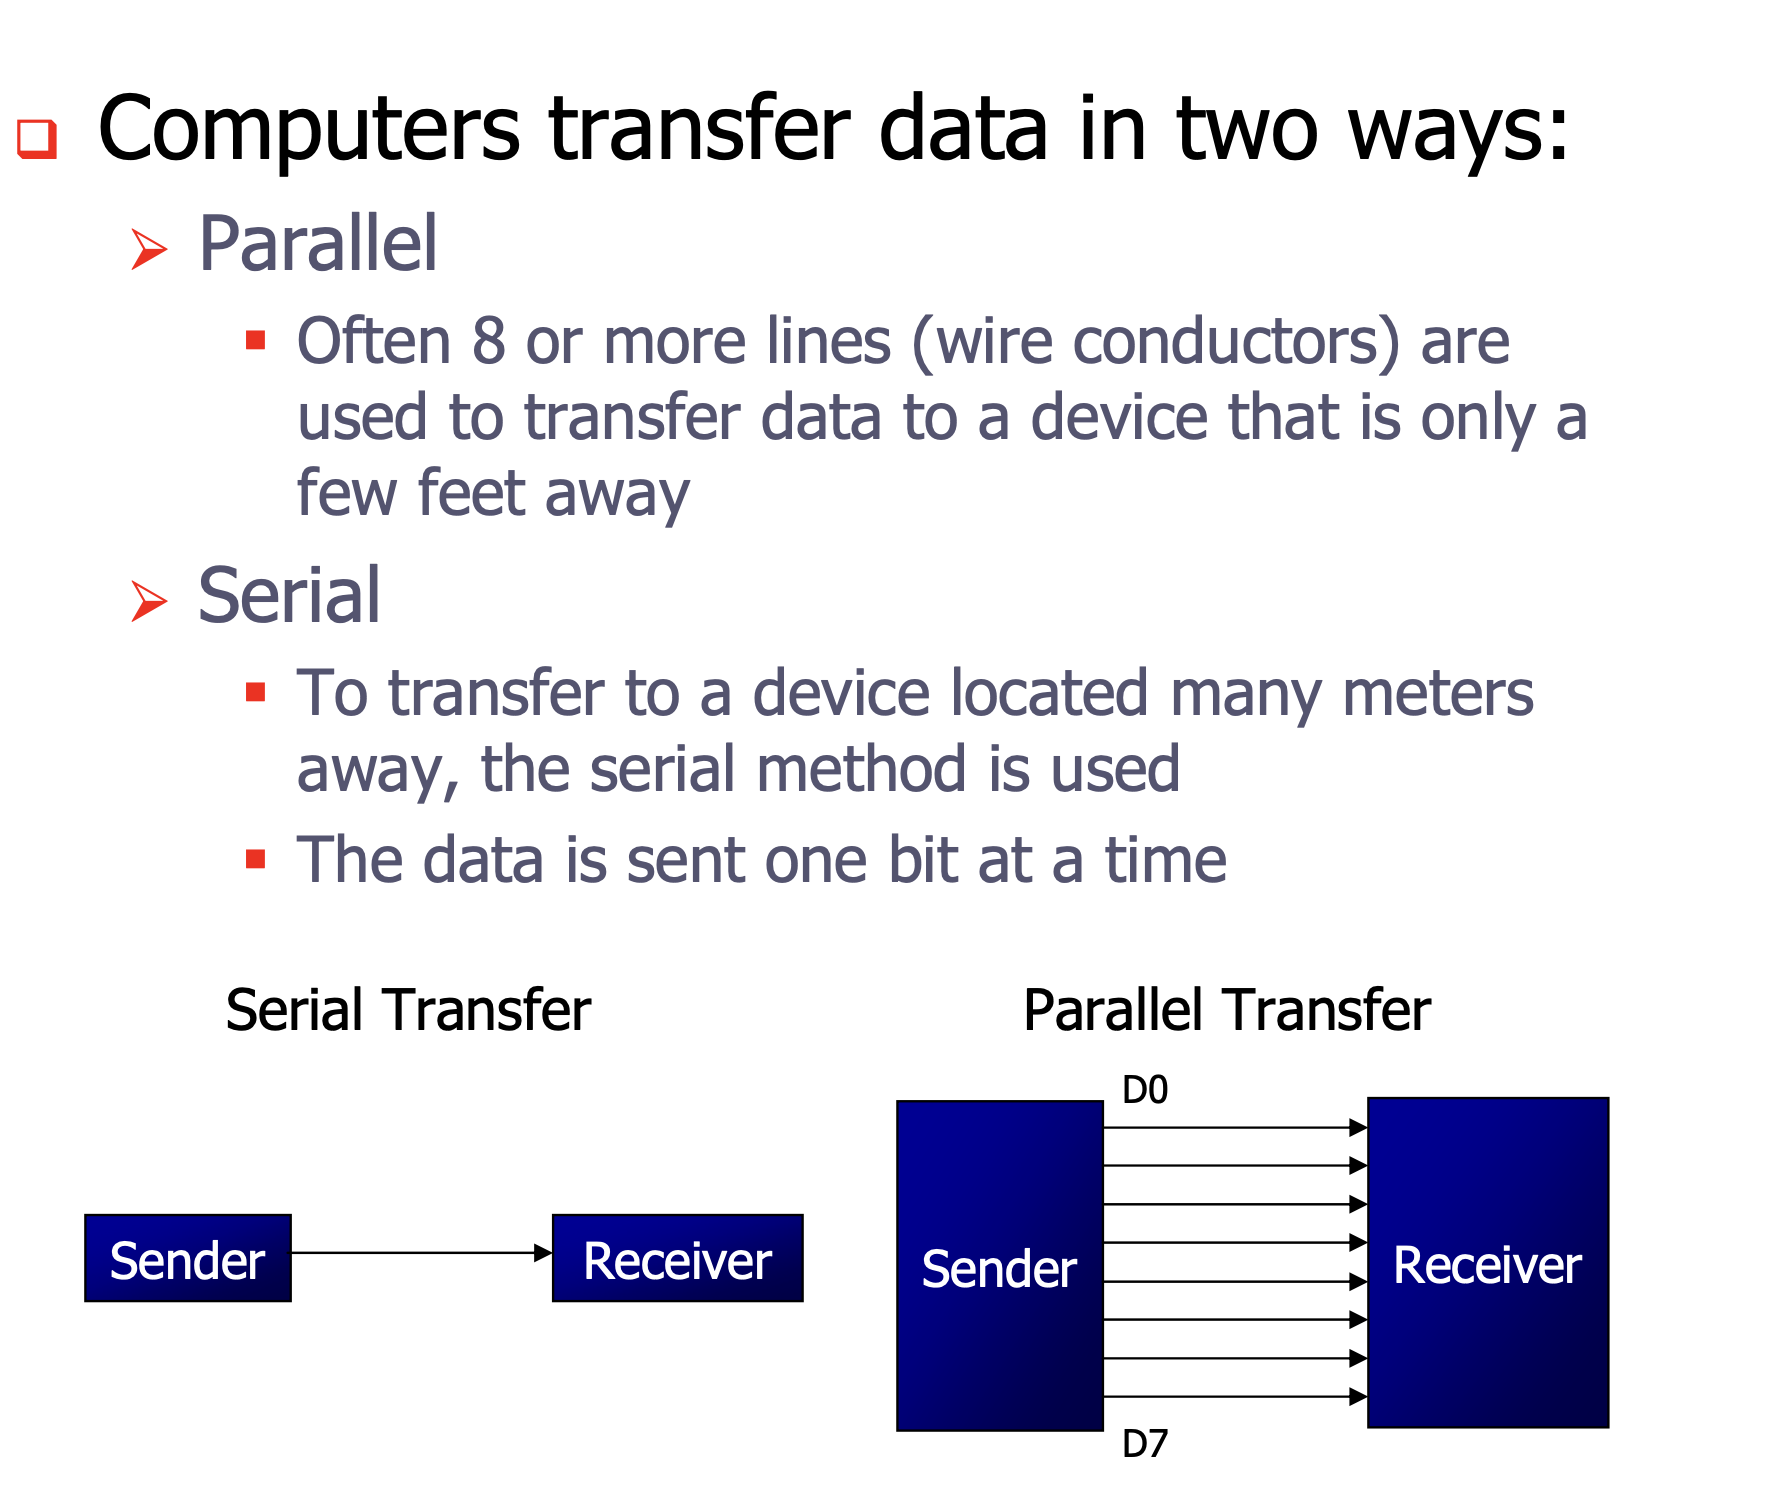 Computers transfer data in two ways:
Parallel
Often 8 or more lines (wire conductors) are
used to transfer data to a device that is only a
few feet away
Serial
To transfer to a device located many meters
away, the serial method is used
The data is sent one bit at a time
Serial Transfer
Parallel Transfer
D0
Sender
Receiver
Sender
Receiver
D7